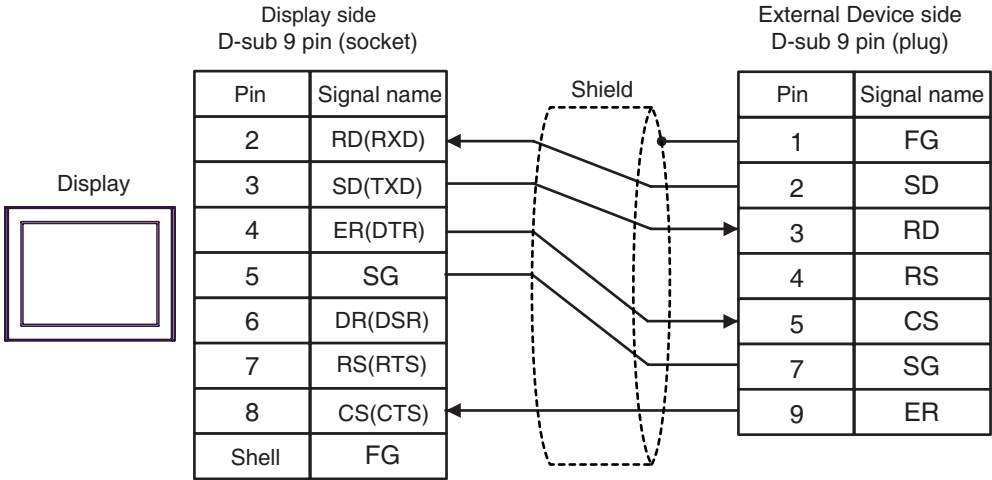 Display side
D-sub 9 pin (socket)
External Device side
D-sub 9 pin (plug)
Display
Shield
Pin Signal name
2 RD(RXD)
3 SD(TXD)
4 ER(DTR)
5 SG
6 DR(DSR)
7 RS(RTS)
8 CS(CTS)
Shell FG
Pin Signal name
1 FG
2 SD
3 RD
4 RS
5 CS
7 SG
9 ER